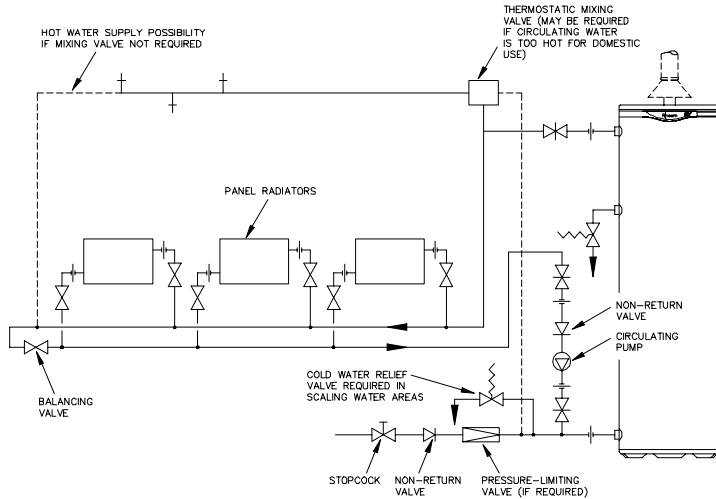 THERMOSTATIC MIXING
VALVE (MAY BE REQUIRED
IF CIRCULATING WATER
IS TOO HOT FOR DOMESTIC
USE)
HOT WATER SUPPLY POSSIBILITY
IF MIXING VALVE NOT REQUIRED
PANEL RADIATORS
NON-RETURN
VALVE
CIRCULATING
PUMP
COLD WATER RELIEF
VALVE REQUIRED IN
SCALING WATER AREAS
BALANCING
VALVE
STOPCOCK
NON-RETURN
VALVE
PRESSURE-LIMITING
VALVE (IF REQUIRED)